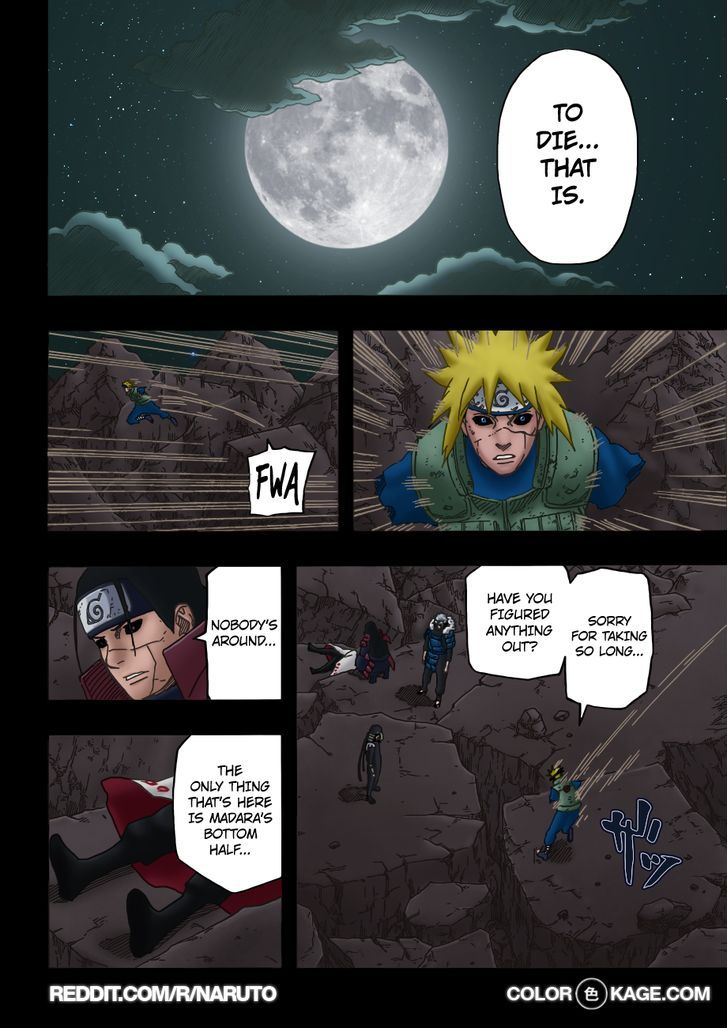 TO
DIE...
THAT
IS.
FWA
SORRY
FOR TAKING
SO LONG...
HAVE YOU
FIGURED
ANYTHING
OUT?
ザッ
NOBODY'S
AROUND...
THE
ONLY THING
THAT'S HERE
IS MADARA'S
BOTTOM
HALF...
REDDIT.COM/R/NARUTO
COLOR 色 KAGE.COM